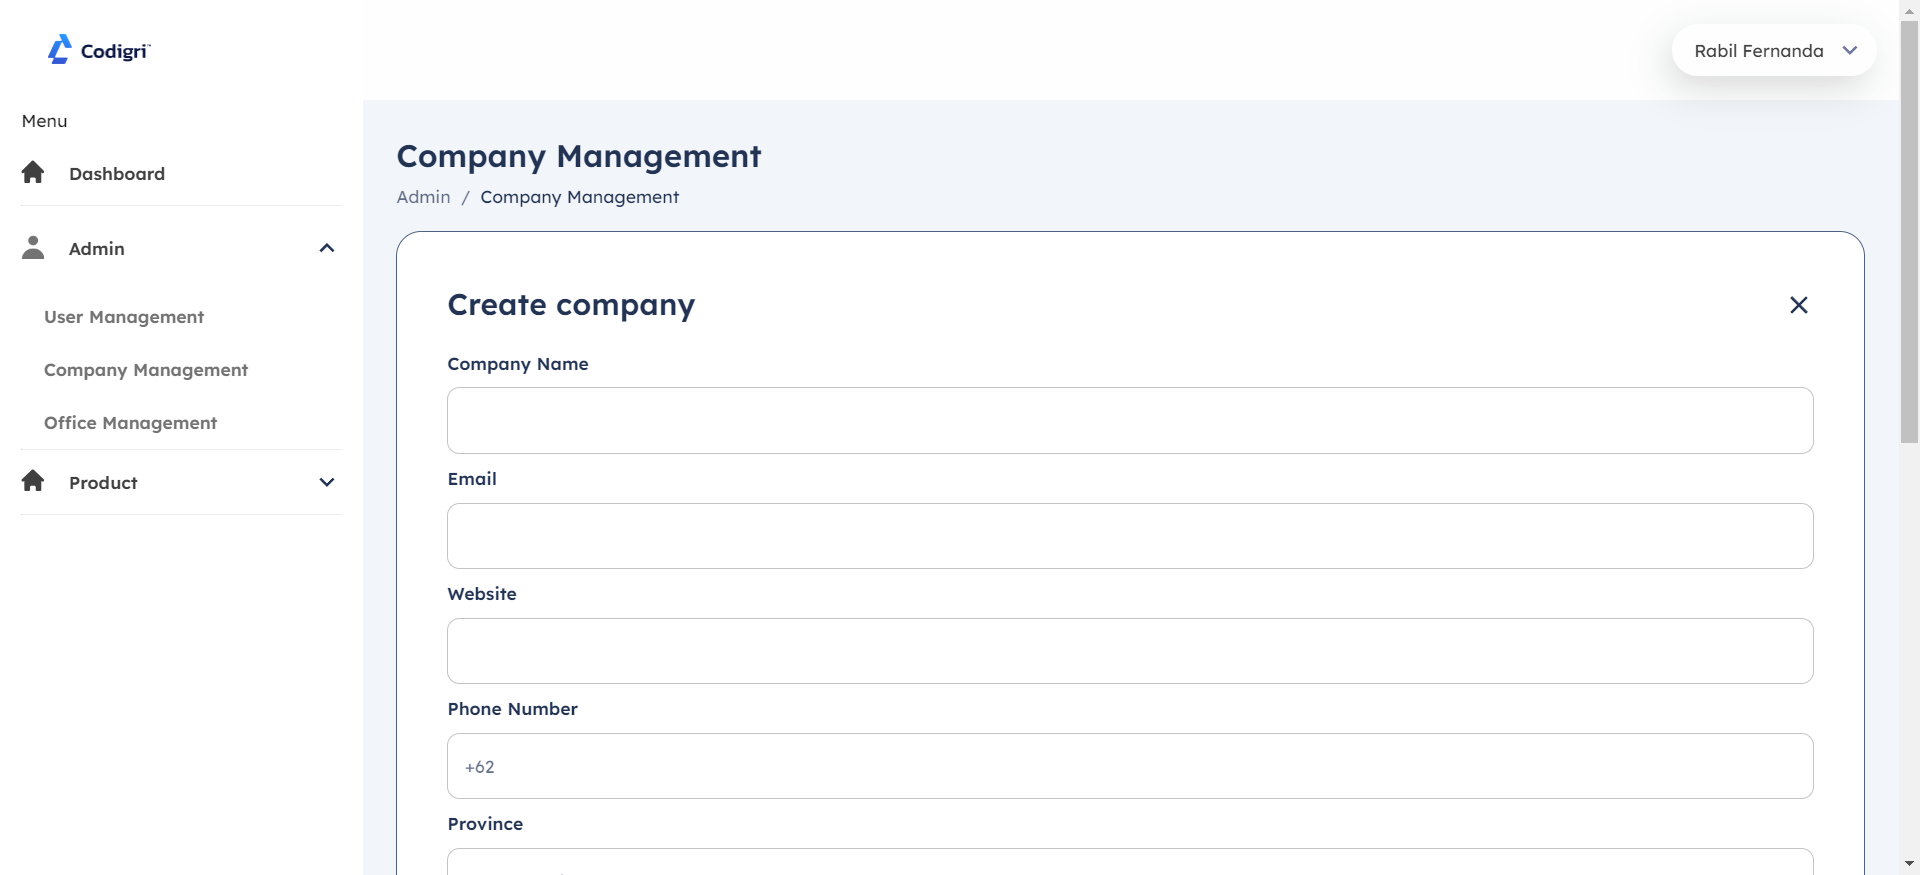 Codigri™
Rabil Fernanda
Menu
Dashboard
Admin
User Management
Company Management
Office Management
Product
Company Management
Admin / Company Management
Create company
Company Name
Email
Website
Phone Number
+62
Province